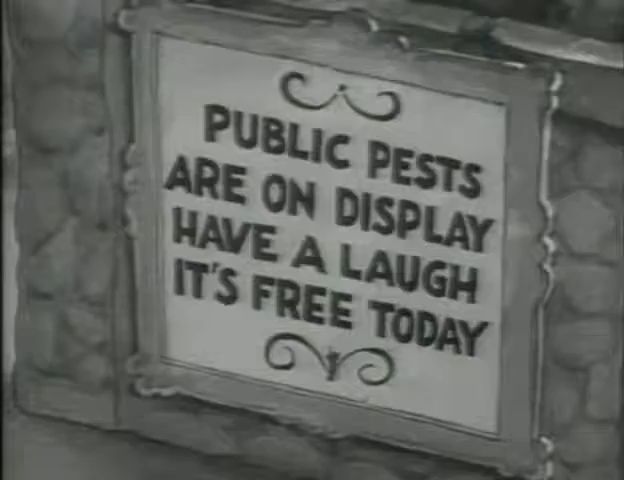 PUBLIC PESTS
ARE ON DISPLAY
HAVE A LAUGH
IT'S FREE TODAY